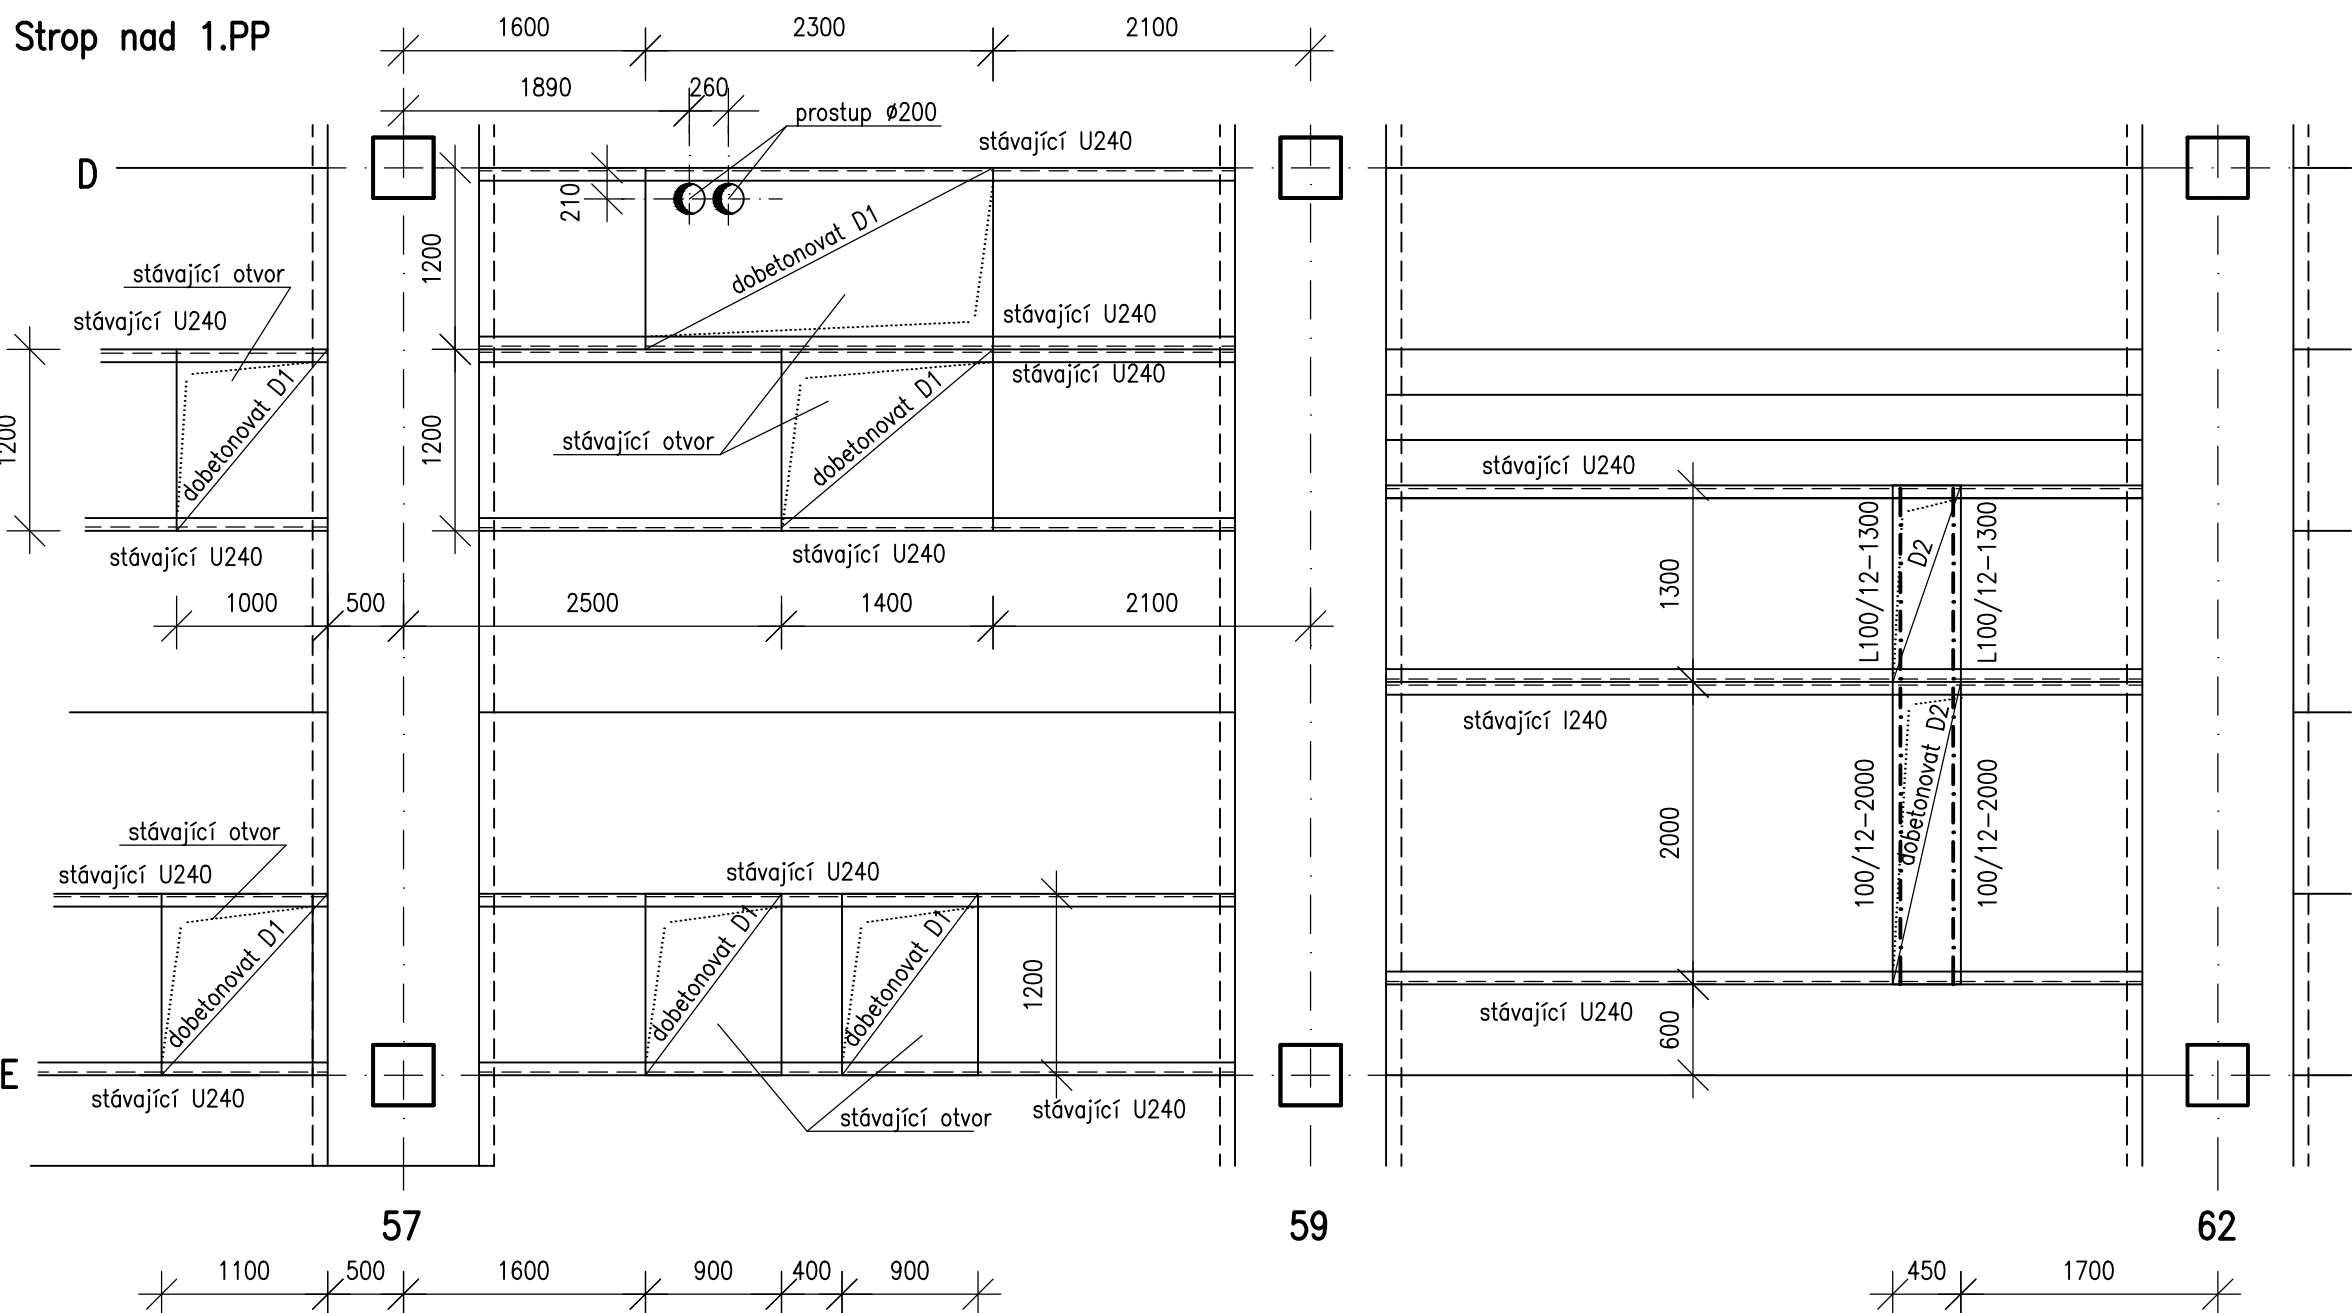 Strop nad 1.PP
1600
2300
2100
1890
260
prostup ø200
stávající U240
D
210
dobetonovat D1
1200
stávající otvor
stávající U240
stávající U240
stávající U240
1200
dobetonovat D1
1200
stávající otvor
dobetonovat D1
stávající U240
L100/12-1300
D2
L100/12-1300
stávající U240
stávající U240
1300
1000
500
2500
1400
2100
stávající I240
dobetonovat D2
100/12-2000
100/12-2000
2000
stávající otvor
stávající U240
stávající U240
dobetonovat D1
dobetonovat D1
dobetonovat D1
1200
stávající U240
600
E
stávající U240
stávající otvor
stávající U240
57
59
62
1100
500
1600
900
400
900
450
1700